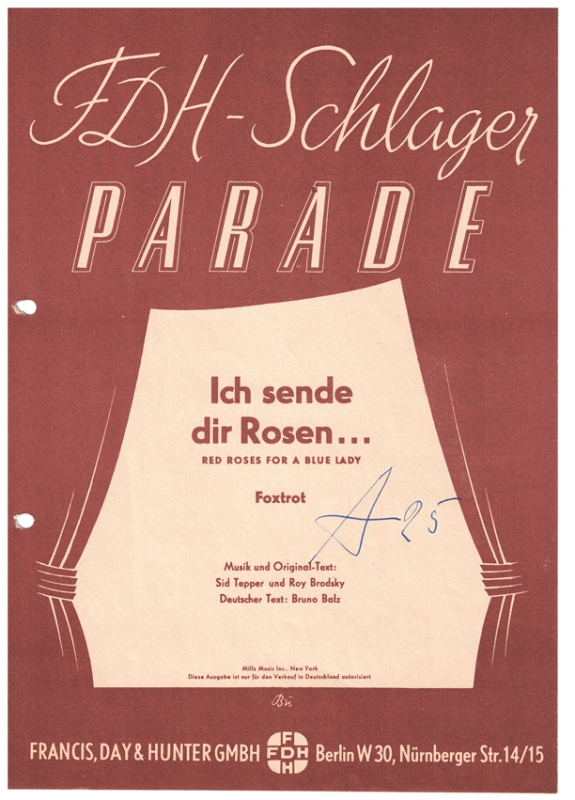 FDH-Schlager
PARADE
Ich sende
dir Rosen...
RED ROSES FOR A BLUE LADY
Foxtrot
A 25
Musik und Original-Text:
Sid Tepper und Roy Brodsky
Deutscher Text: Bruno Balz
Mills Music Inc., New York
Diese Ausgabe ist nur für den Verkauf in Deutschland autorisiert
FRANCIS, DAY & HUNTER GMBH F FDH H Berlin W 30, Nürnberger Str. 14/15